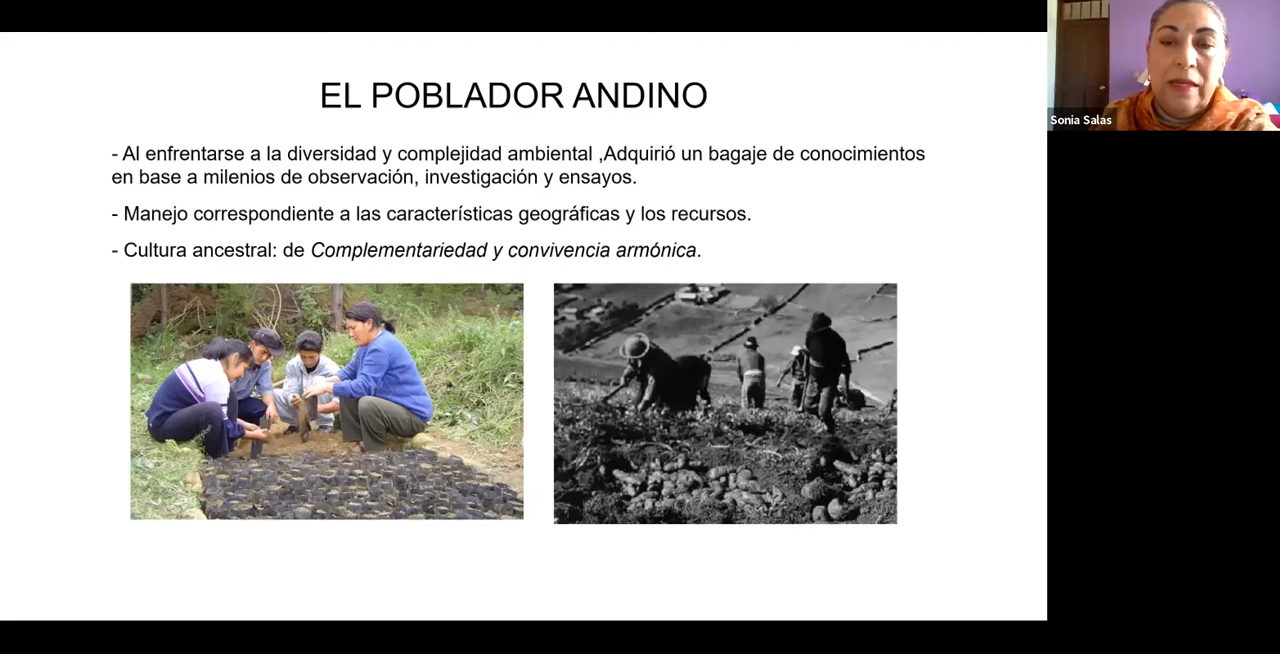 EL POBLADOR ANDINO
- Al enfrentarse a la diversidad y complejidad ambiental ,Adquirió un bagaje de conocimientos
en base a milenios de observación, investigación y ensayos.
- Manejo correspondiente a las características geográficas y los recursos.
- Cultura ancestral: de Complementariedad y convivencia armónica.
Sonia Salas